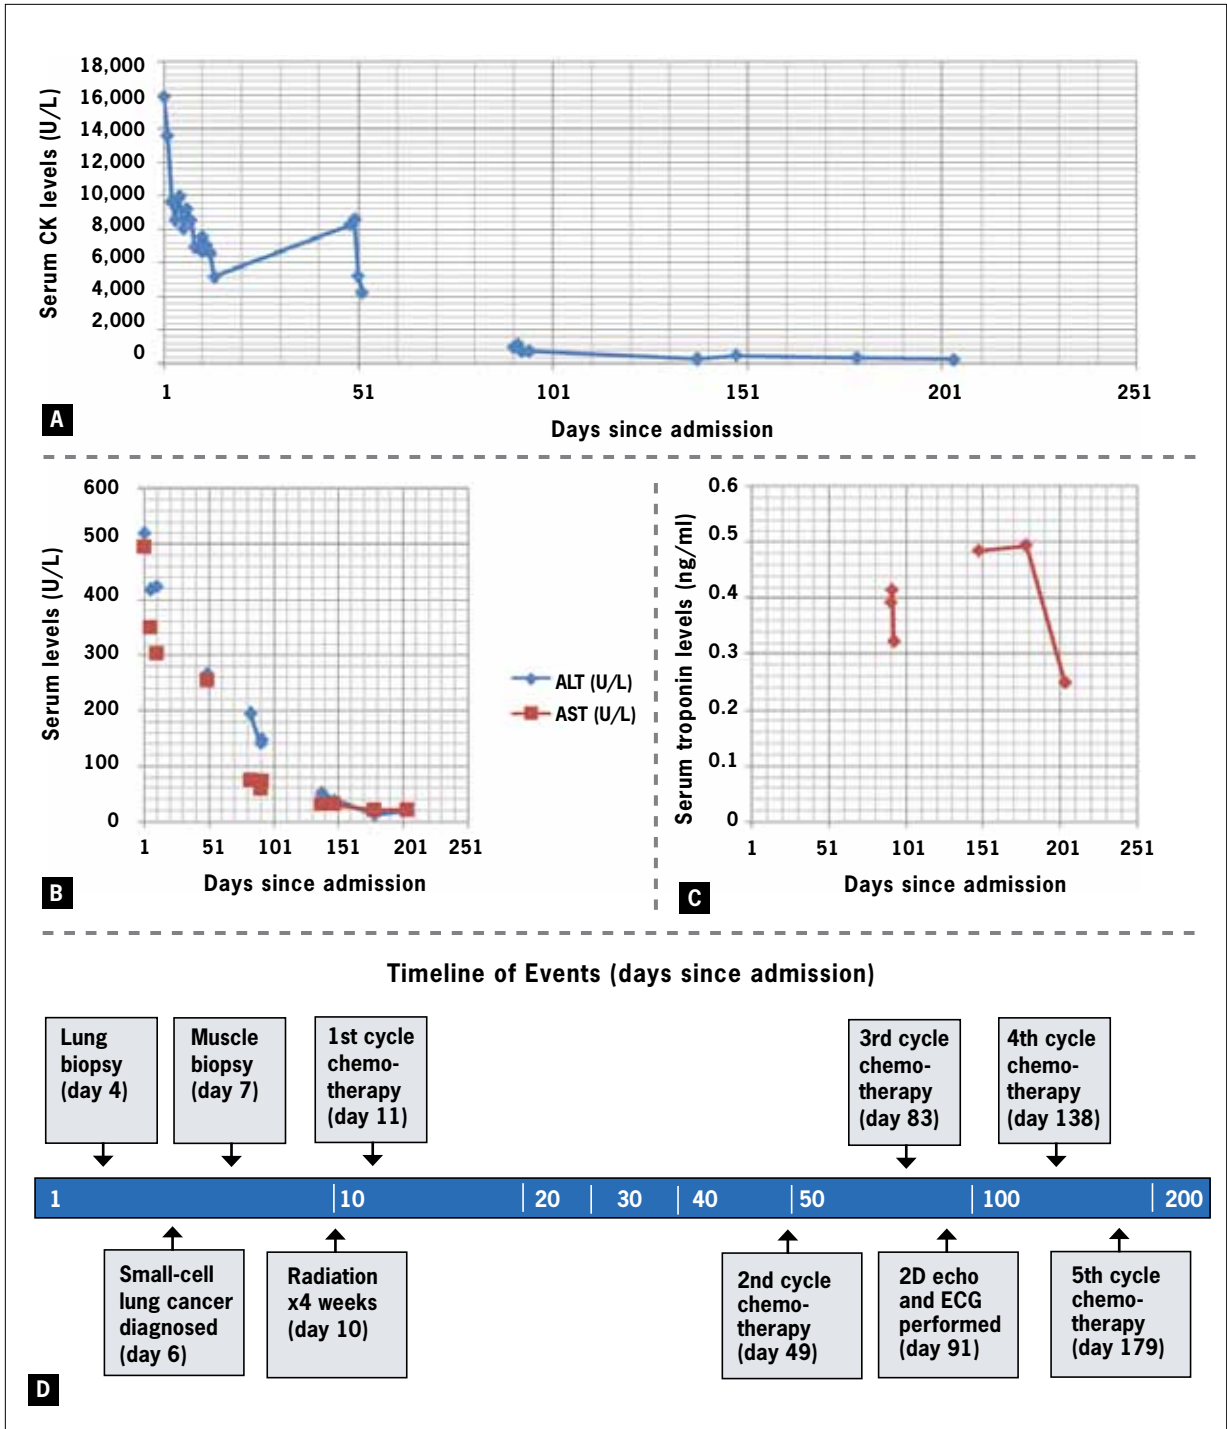 18,000
16,000
14,000
12,000
10,000
8,000
6,000
4,000
2,000
0
Serum CK levels (U/L)
1 51 101 151 201 251
Days since admission
A
600
500
400
300
200
100
0
Serum levels (U/L)
1 51 101 151 201 251
Days since admission
B
ALT (U/L)
AST (U/L)
0.6
0.5
0.4
0.3
0.2
0.1
0
Serum troponin levels (ng/ml)
1 51 101 151 201 251
Days since admission
C
Timeline of Events (days since admission)
Lung
biopsy
(day 4)
Muscle
biopsy
(day 7)
1st cycle
chemo-
therapy
(day 11)
3rd cycle
chemo-
therapy
(day 83)
4th cycle
chemo-
therapy
(day 138)
1 10 20 30 40 50 100 200
Small-cell
lung cancer
diagnosed
(day 6)
Radiation
x4 weeks
(day 10)
2nd cycle
chemo-
therapy
(day 49)
2D echo
and ECG
performed
(day 91)
5th cycle
chemo-
therapy
(day 179)
D